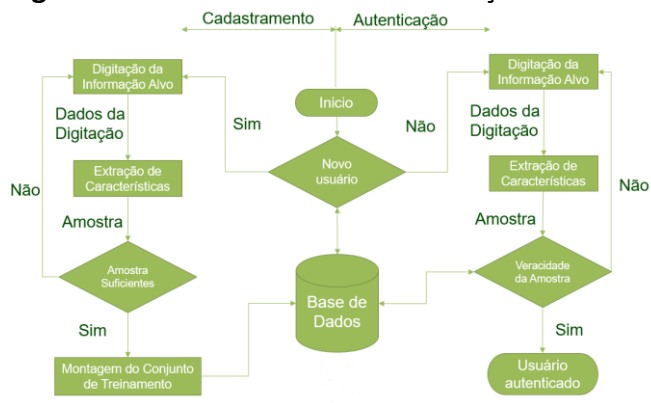 Cadastramento
Autenticação
Digitação da
Informação Alvo
Dados da
Digitação
Extração de
Características
Não
Amostra
Amostra
Suficientes
Sim
Montagem do Conjunto
de Treinamento
Inicio
Sim
Não
Novo
usuário
Base de
Dados
Digitação da
Informação Alvo
Dados da
Digitação
Extração de
Características
Não
Amostra
Veracidade
da Amostra
Sim
Usuário
autenticado